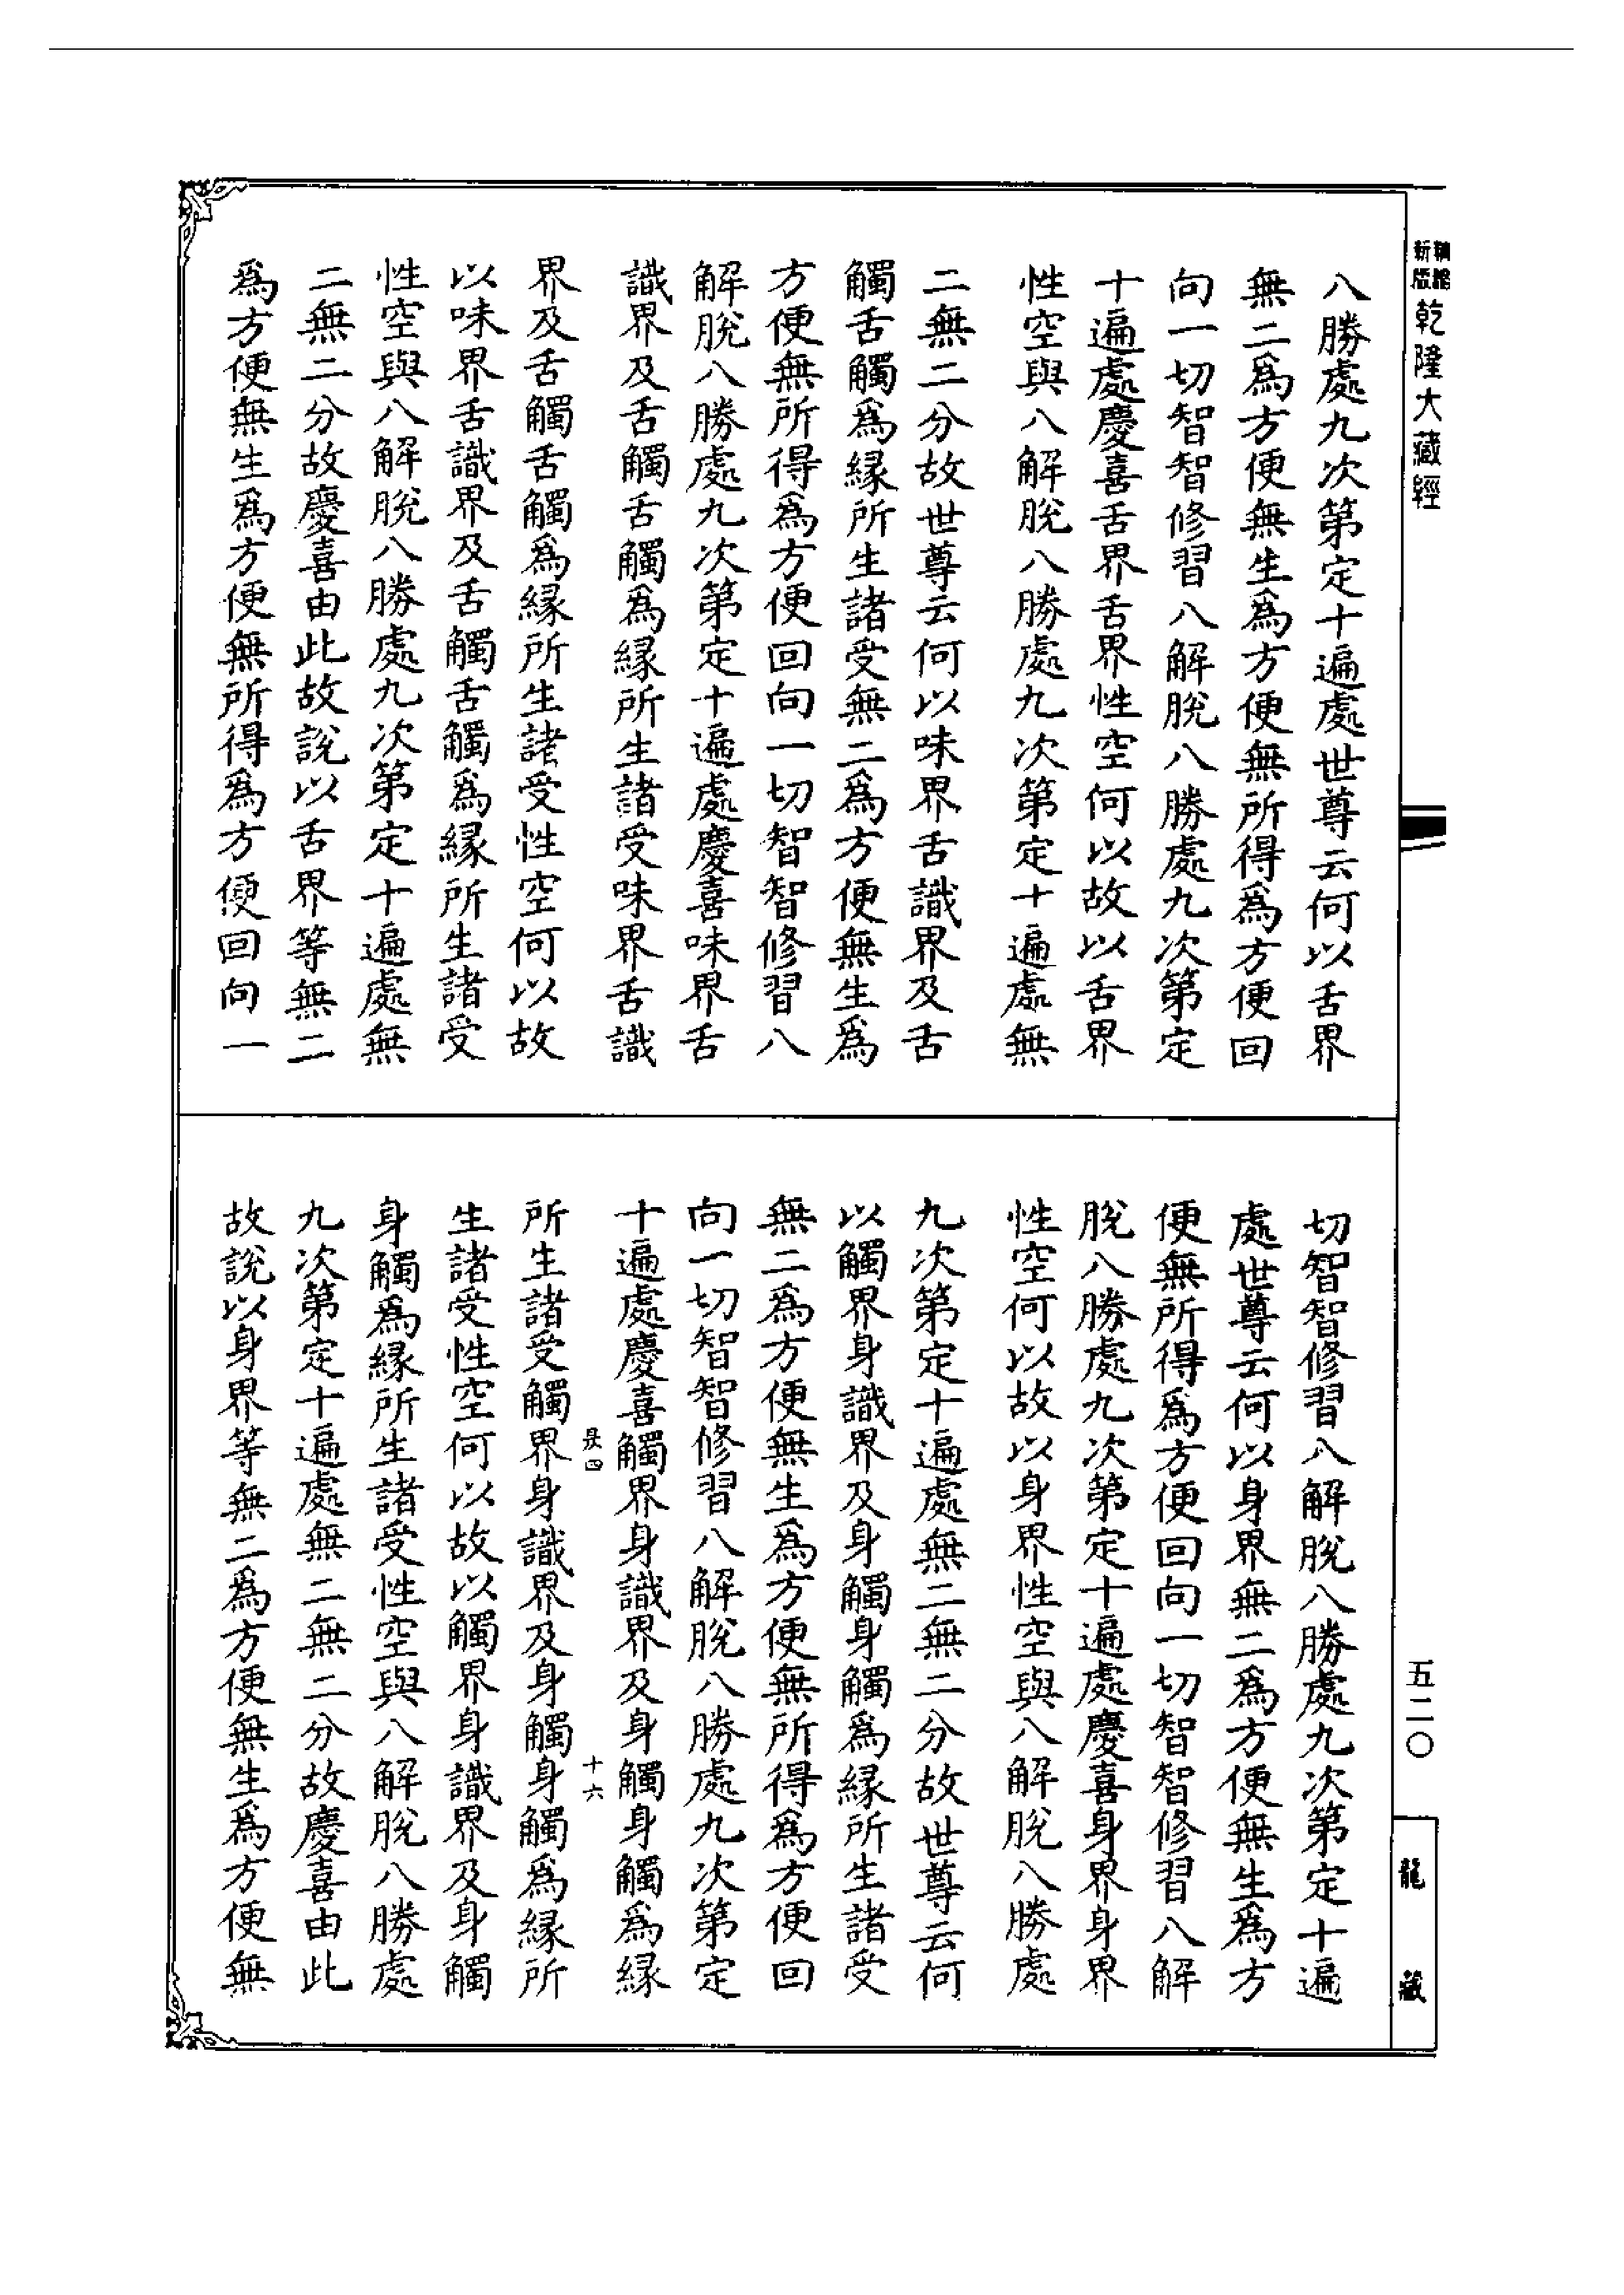 新版精縮
乾隆大藏經
八勝處九次第定十遍處世尊云何以舌界
無二爲方便無生爲方便無所得爲方便回
向一切智智修習八解脫八勝處九次第定
十遍處慶喜舌界舌界性空何以故以舌界
性空與八解脫八勝處九次第定十遍處無
二無二分故世尊云何以味界舌識界及舌
觸舌觸爲縁所生諸受無二爲方便無生爲
方便無所得爲方便回向一切智智修習八
解脫八勝處九次第定十遍處慶喜味界舌
識界及舌觸舌觸爲縁所生諸受味界舌識
界及舌觸舌觸爲縁所生諸受性空何以故
以味界舌識界及舌觸舌觸爲縁所生諸受
性空與八解脫八勝處九次第定十遍處無
二無二分故慶喜由此故說以舌界等無二
爲方便無生爲方便無所得爲方便回向一
切智智修習八解脫八勝處九次第定十遍
處世尊云何以身界無二爲方便無生爲方
便無所得爲方便回向一切智智修習八解
脫八勝處九次第定十遍處慶喜身界身界
性空何以故以身界性空與八解脫八勝處
九次第定十遍處無二無二分故世尊云何
以觸界身識界及身觸身觸爲縁所生諸受
無二爲方便無生爲方便無所得爲方便回
向一切智智修習八解脫八勝處九次第定
十遍處慶喜觸界身識界及身觸身觸爲縁
四 十六
所生諸受觸界身識界及身觸身觸爲縁所
生諸受性空何以故以觸界身識界及身觸
身觸爲縁所生諸受性空與八解脫八勝處
九次第定十遍處無二無二分故慶喜由此
故說以身界等無二爲方便無生爲方便無
五二〇
龍藏